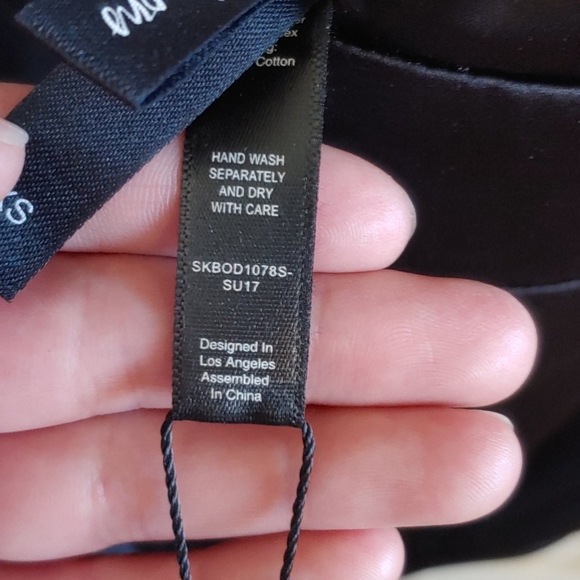 Cotton
HAND WASH
SEPARATELY
AND DRY
WITH CARE
SKBOD1078S-
SU17
Designed In
Los Angeles
Assembled
In China